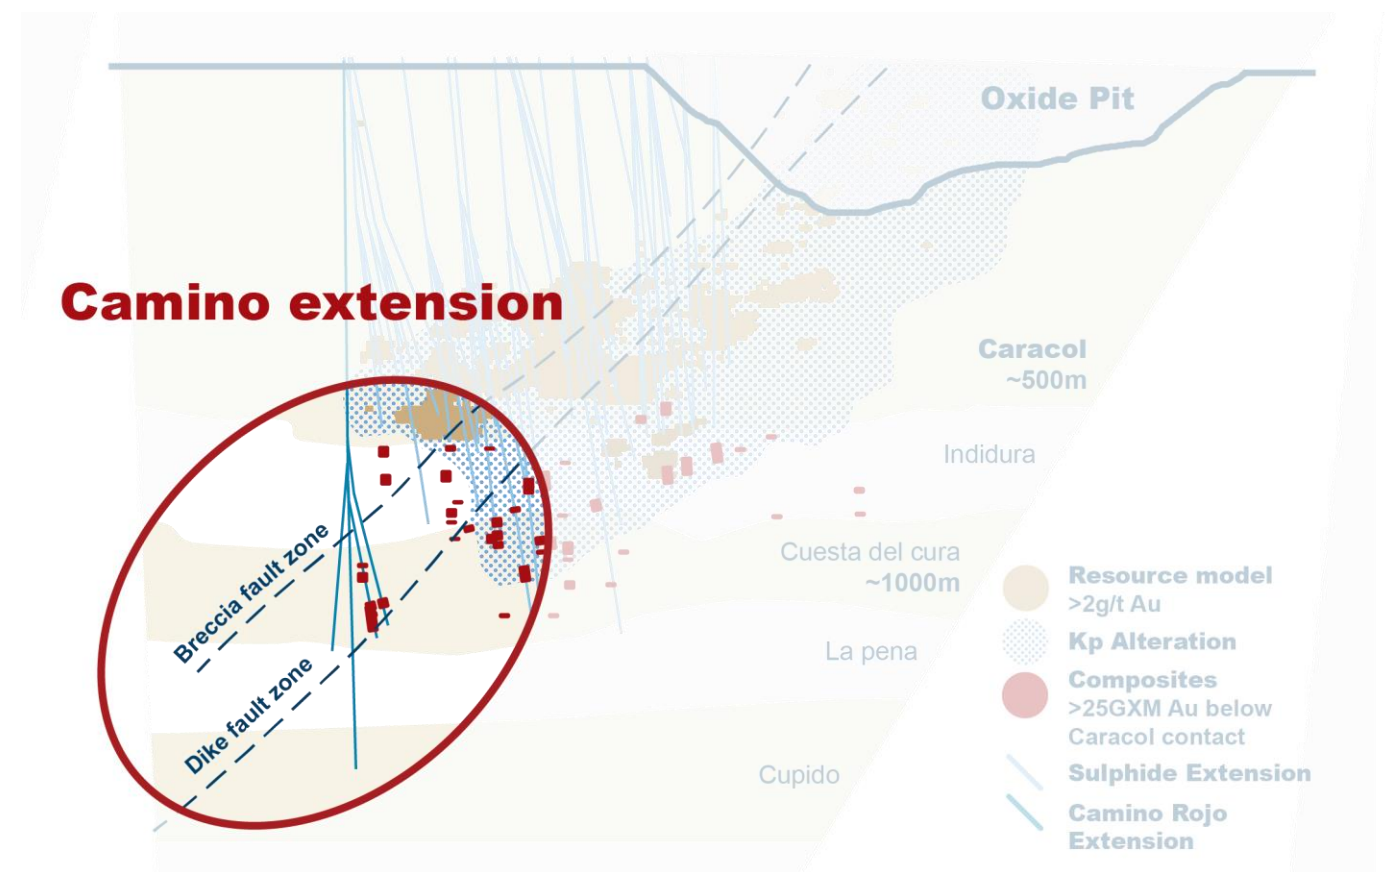 Oxide Pit
Camino extension
Caracol
~500m
Indidura
Breccia fault zone
Cuesta del cura
~1000m
La pena
Dike fault zone
Cupido
Resource model
>2g/t Au
Kp Alteration
Composites
>25GXM Au below
Caracol contact
Sulphide Extension
Camino Rojo
Extension